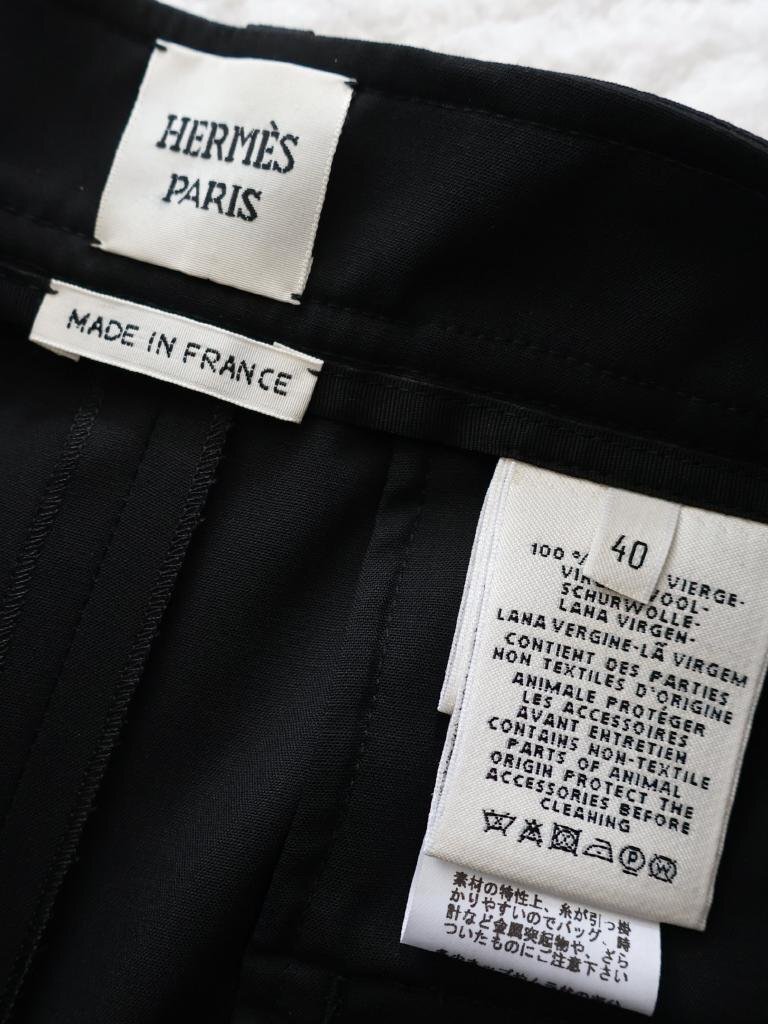 HERMÈS
PARIS
MADE IN FRANCE
40
100 %
VIERGE-
SCHURWOLLE-
LANA VIRGEN-
LANA VERGINE-LÃ VIRGEM
CONTIENT DES PARTIES
NON TEXTILES D'ORIGINE
ANIMALE PROTÉGER
LES ACCESSOIRES
AVANT ENTRETIEN
CONTAINS NON-TEXTILE
PARTS OF ANIMAL
ORIGIN PROTECT THE
ACCESSORIES BEFORE
CLEANING
P W
素材の特性上、糸が引っ掛
かりやすいのでバッグ、時
計など金属突起物や、ざら
ついたものにご注意下さい